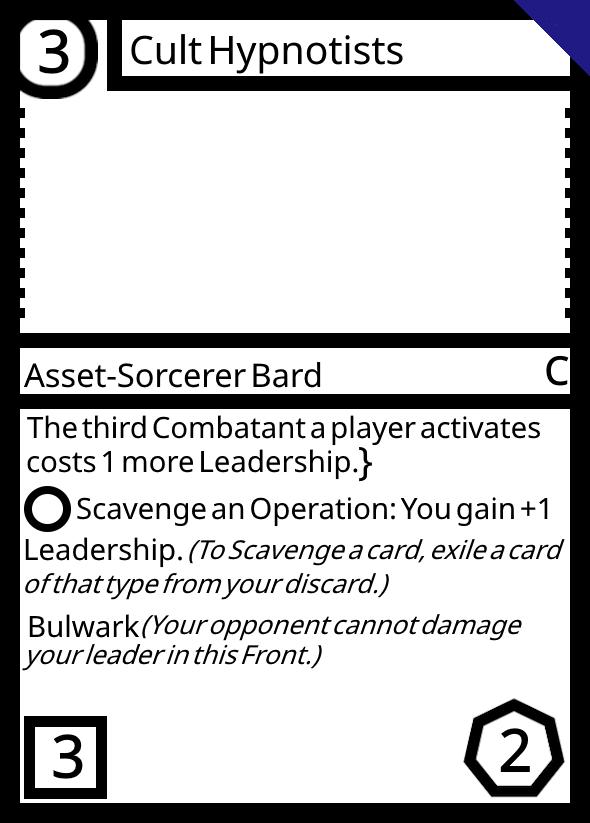 3
Cult Hypnotists
Asset-Sorcerer Bard
C
The third Combatant a player activates
costs 1 more Leadership.}
Scavenge an Operation: You gain +1
Leadership. (To Scavenge a card, exile a card
of that type from your discard.)
Bulwark (Your opponent cannot damage
your leader in this Front.)
3
2